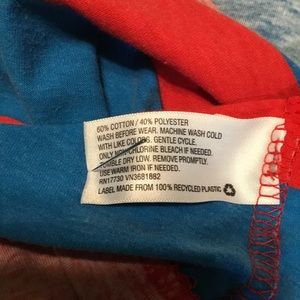 60% COTTON / 40% POLYESTER
WASH BEFORE WEAR. MACHINE WASH COLD
WITH LIKE COLORS. GENTLE CYCLE.
ONLY NON-CHLORINE BLEACH IF NEEDED.
TUMBLE DRY LOW. REMOVE PROMPTLY.
USE WARM IRON IF NEEDED.
RN17730 VN3681882
LABEL MADE FROM 100% RECYCLED PLASTIC